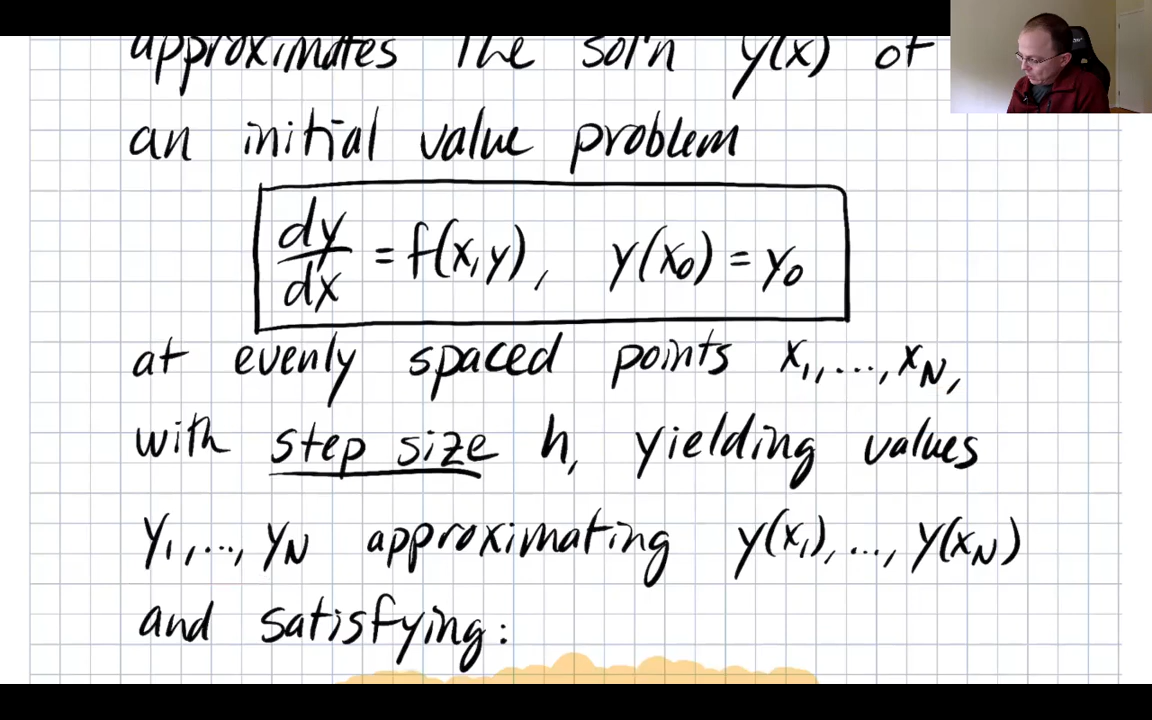 approximates the sol'n y(x) of
an initial value problem
dy/dx = f(x,y), y(x₀) = y₀
at evenly spaced points x₁,...,x_N,
with step size h, yielding values
y₁,..., y_N approximating y(x₁),..., y(x_N)
and satisfying: